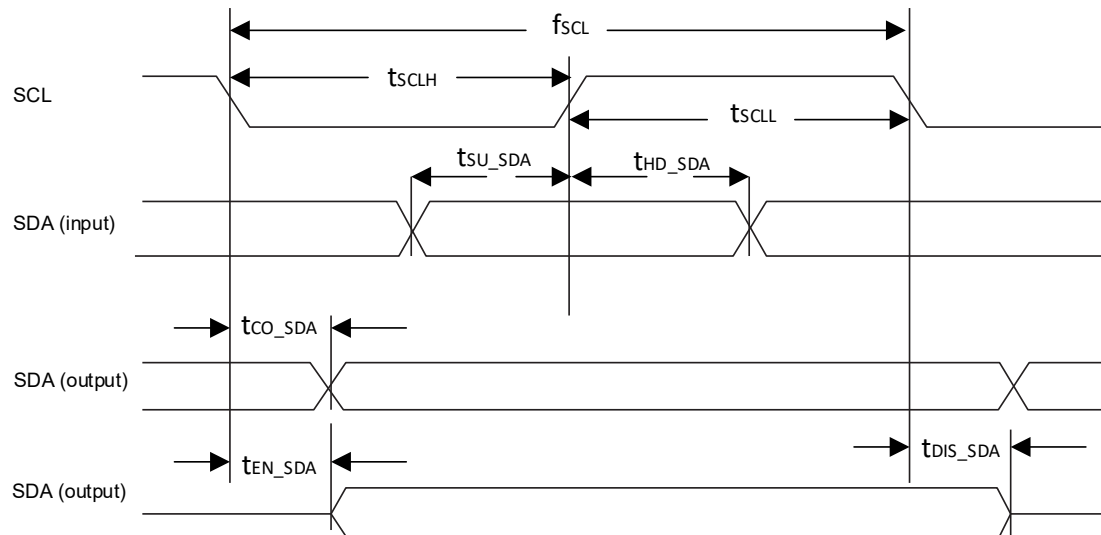 fSCL
SCL
tSCLH
tSCLL
tSU_SDA
tHD_SDA
SDA (input)
tCO_SDA
SDA (output)
tEN_SDA
tDIS_SDA
SDA (output)